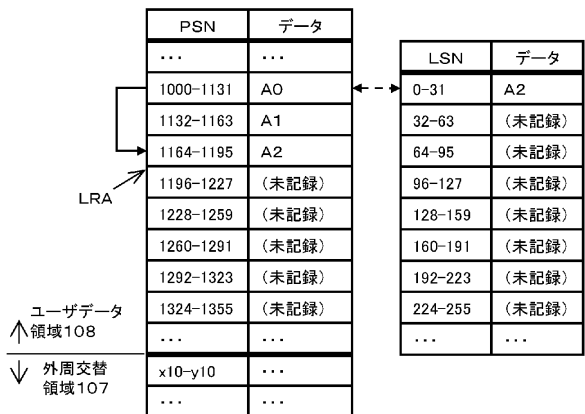 PSN データ
... ...
1000-1131 A0
1132-1163 A1
1164-1195 A2
1196-1227 (未記録)
1228-1259 (未記録)
1260-1291 (未記録)
1292-1323 (未記録)
1324-1355 (未記録)
... ...
x10-y10 ...
... ...
LRA
ユーザデータ
領域108
外周交替
領域107
LSN データ
0-31 A2
32-63 (未記録)
64-95 (未記録)
96-127 (未記録)
128-159 (未記録)
160-191 (未記録)
192-223 (未記録)
224-255 (未記録)
... ...